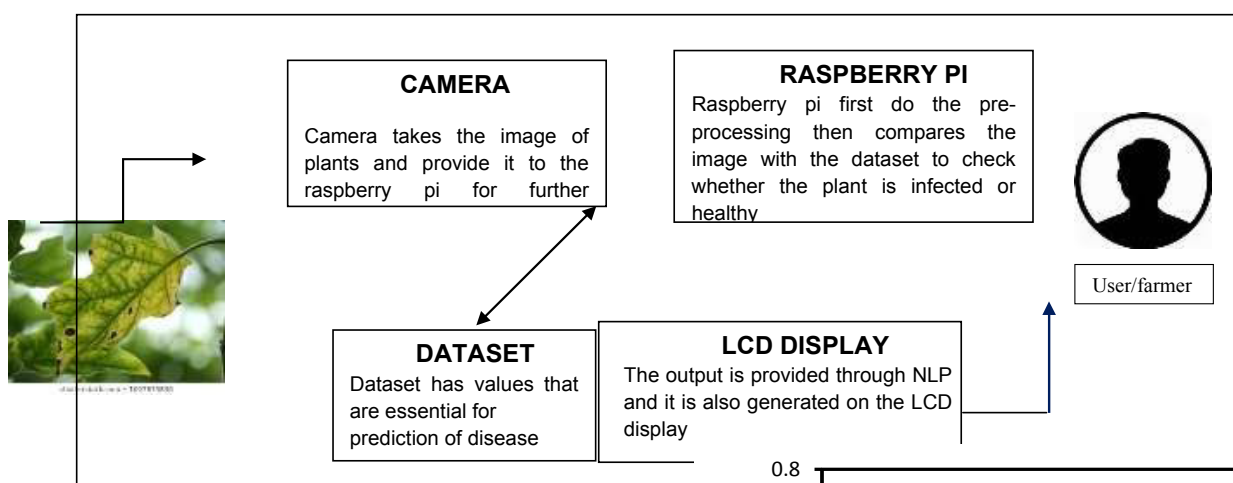 CAMERA
Camera takes the image of
plants and provide it to the
raspberry pi for further
RASPBERRY PI
Raspberry pi first do the pre-
processing then compares the
image with the dataset to check
whether the plant is infected or
healthy
User/farmer
DATASET
Dataset has values that
are essential for
prediction of disease
LCD DISPLAY
The output is provided through NLP
and it is also generated on the LCD
display
0.8